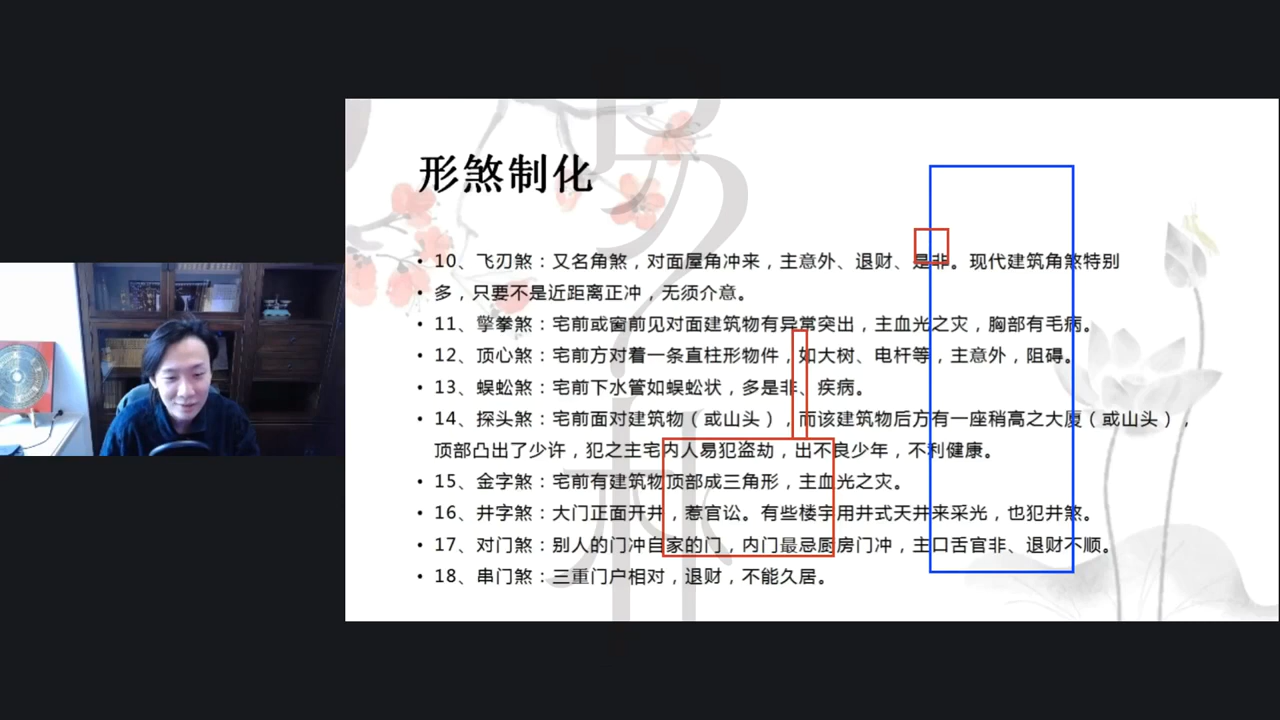 形煞制化
• 10、飞刃煞：又名角煞，对面屋角冲来，主意外、退财、是非。现代建筑角煞特别
• 多，只要不是近距离正冲，无须介意。
• 11、擎拳煞：宅前或窗前见对面建筑物有异常突出，主血光之灾，胸部有毛病。
• 12、顶心煞：宅前方对着一条直柱形物件，如大树、电杆等，主意外，阻碍。
• 13、蜈蚣煞：宅前下水管如蜈蚣状，多是非、疾病。
• 14、探头煞：宅前面对建筑物（或山头），而该建筑物后方有一座稍高之大厦（或山头），
顶部凸出了少许，犯之主宅内人易犯盗劫，出不良少年，不利健康。
• 15、金字煞：宅前有建筑物顶部成三角形，主血光之灾。
• 16、井字煞：大门正面开井，惹官讼。有些楼宇用井式天井来采光，也犯井煞。
• 17、对门煞：别人的门冲自家的门，内门最忌厨房门冲，主口舌官非、退财不顺。
• 18、串门煞：三重门户相对，退财，不能久居。